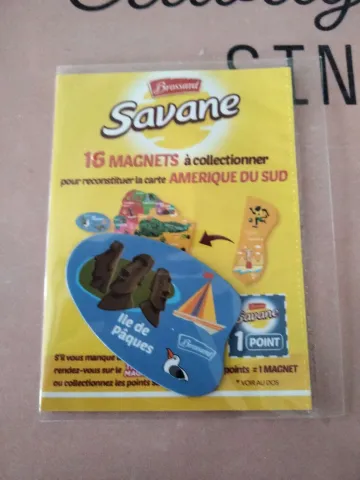 SIN
Brossard
Savane
16 MAGNETS à collectionner
pour reconstituer la carte AMERIQUE DU SUD
Ile de
pâques
Brossard
Brossard
Savane
1 POINT
S'il vous manque
rendez-vous sur le
points = 1 MAGNET
ou collectionnez les points
* VOIR AU DOS